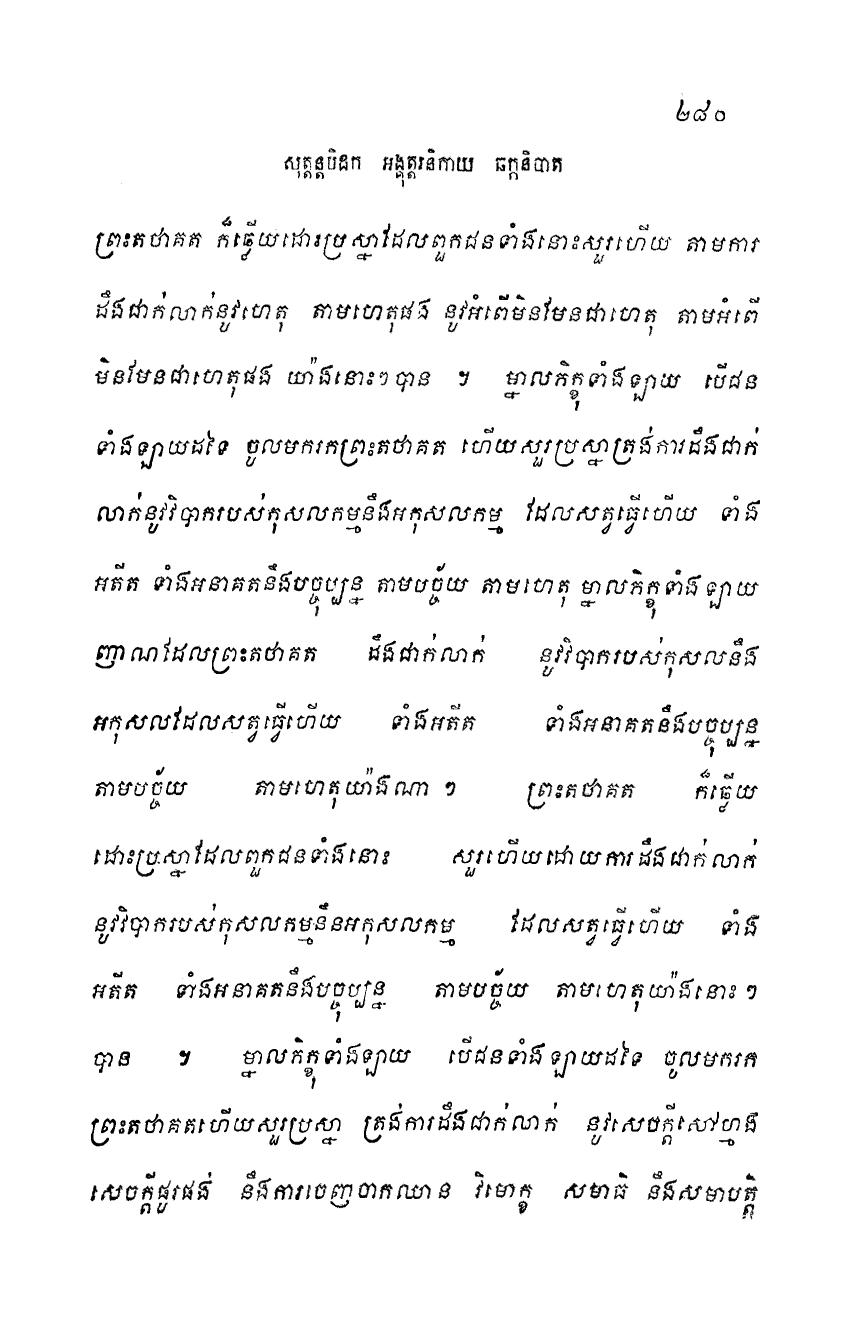 ២៨០
សុត្តន្តបិដក អង្គុត្តរនិកាយ ឆក្កនិបាត
ព្រះតថាគត ក៏ធ្វើយដោះប្រស្នាដែលពួកជនទាំងនោះសួរហើយ តាមការ
ដឹងជាក់លាក់នូវហេតុ តាមហេតុផង នូវអំពើមិនមែនជាហេតុ តាមអំពើ
មិនមែនជាហេតុផង យ៉ាងនោះៗបាន ។ ម្នាលភិក្ខុទាំងឡាយ បើជន
ទាំងឡាយដទៃ ចូលមករកព្រះតថាគត ហើយសួរប្រស្នាត្រង់ការដឹងជាក់
លាក់នូវវិបាករបស់កុសលកម្មនឹងអកុសលកម្ម ដែលសត្វធ្វើហើយ ទាំង
អតីត ទាំងអនាគតនឹងបច្ចុប្បន្ន តាមបច្ច័យ តាមហេតុ ម្នាលភិក្ខុទាំងឡាយ
ញាណដែលព្រះតថាគត ដឹងជាក់លាក់ នូវវិបាករបស់កុសលនឹង
អកុសលដែលសត្វធ្វើហើយ ទាំងអតីត ទាំងអនាគតនឹងបច្ចុប្បន្ន
តាមបច្ច័យ តាមហេតុយ៉ាងណា ៗ ព្រះតថាគត ក៏ធ្វើយ
ដោះប្រស្នាដែលពួកជនទាំងនោះ សួរហើយដោយការដឹងជាក់លាក់
នូវវិបាករបស់កុសលកម្មនឹងអកុសលកម្ម ដែលសត្វធ្វើហើយ ទាំង
អតីត ទាំងអនាគតនឹងបច្ចុប្បន្ន តាមបច្ច័យ តាមហេតុយ៉ាងនោះ ៗ
បាន ។ ម្នាលភិក្ខុទាំងឡាយ បើជនទាំងឡាយដទៃ ចូលមករក
ព្រះតថាគតហើយសួរប្រស្នា ត្រង់ការដឹងជាក់លាក់ នូវសេចក្តីសៅហ្មង
សេចក្តីផូរផង់ នឹងការចេញចាកឈាន វិមោក្ខ សមាធិ នឹងសមាបត្តិ